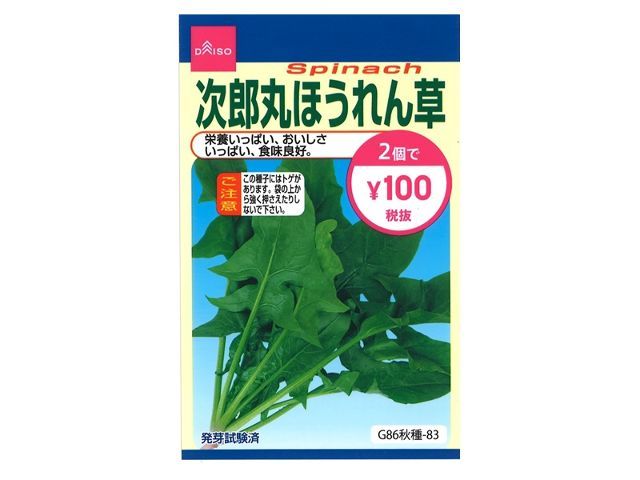 DAISO
Spinach
次郎丸ほうれん草
栄養いっぱい、おいしさ
いっぱい、食味良好。
2個で
¥100
税抜
ご注意
この種子にはトゲが
あります。袋の上か
ら強く押さえたりし
ないで下さい。
発芽試験済
G86秋種-83